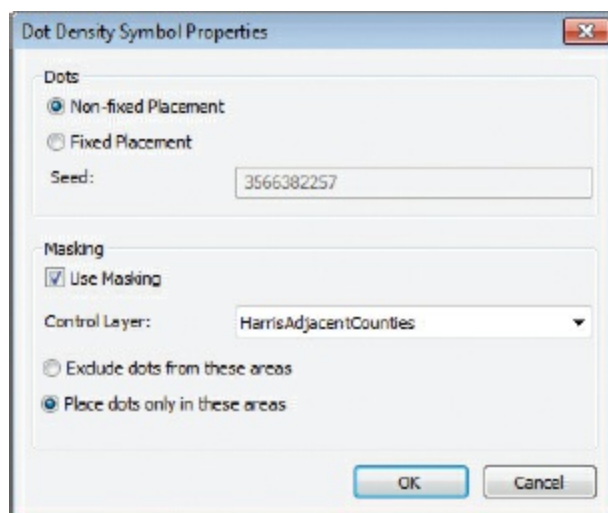 Dot Density Symbol Properties
Dots
Non-fixed Placement
Fixed Placement
Seed: 3566382257
Masking
Use Masking
Control Layer: HarrisAdjacentCounties
Exclude dots from these areas
Place dots only in these areas
OK Cancel